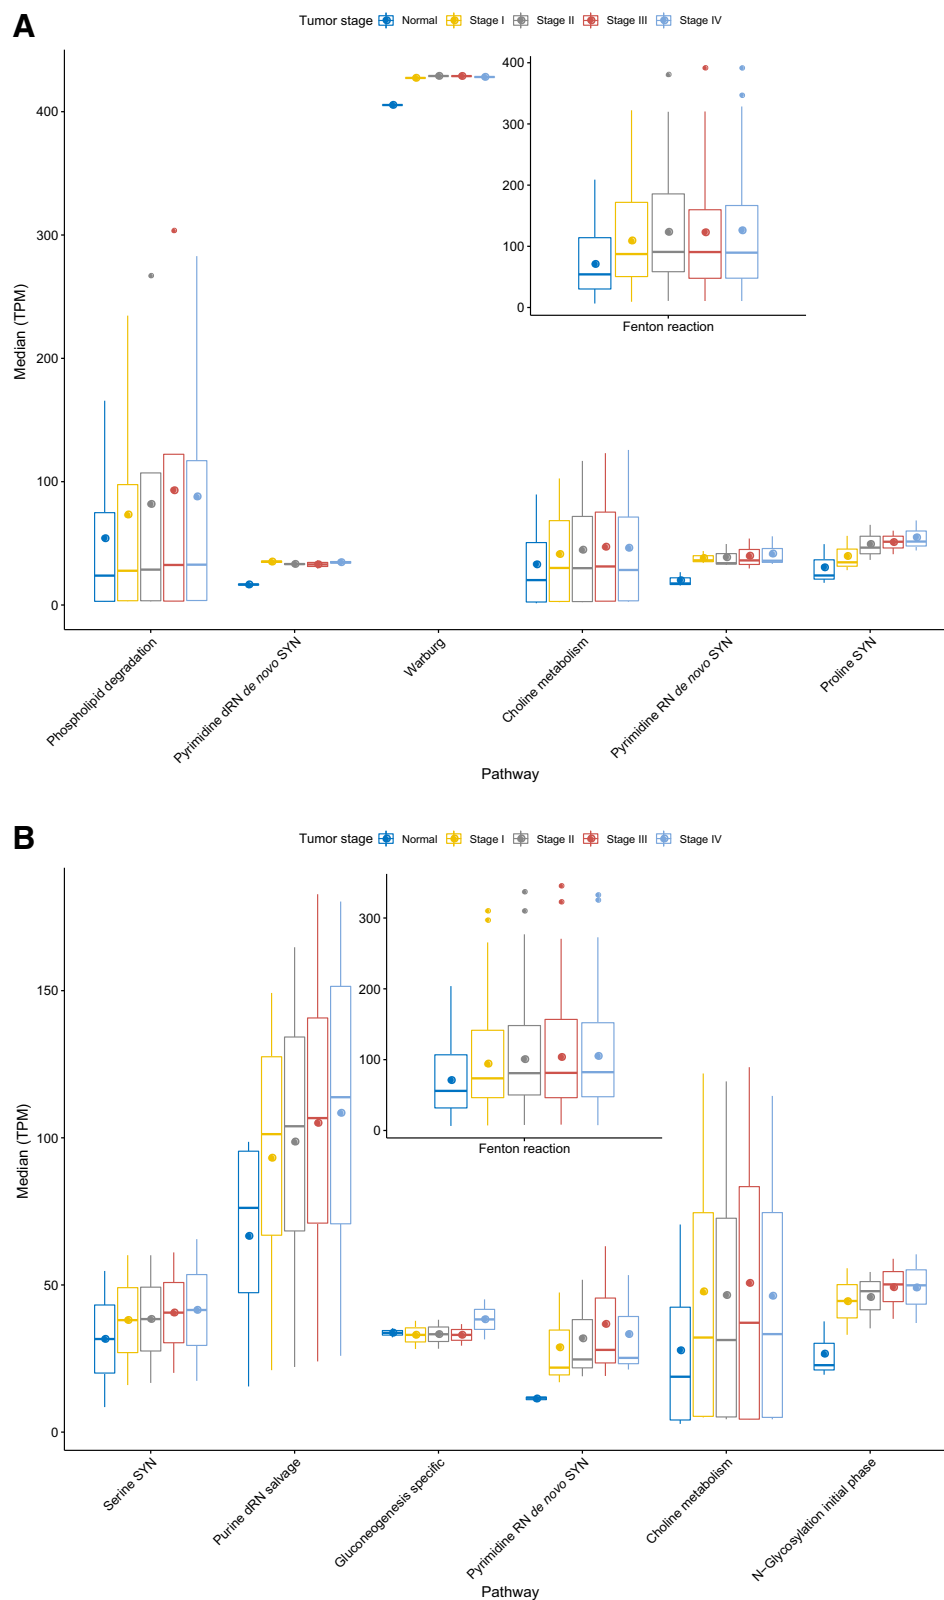 A
Tumor stage Normal Stage I Stage II Stage III Stage IV
400
300
200
100
0
Median (TPM)
400
300
200
100
0
Fenton reaction
Phospholipid degradation
Pyrimidine dRN de novo SYN
Warburg
Choline metabolism
Pyrimidine RN de novo SYN
Proline SYN
Pathway
B
Tumor stage Normal Stage I Stage II Stage III Stage IV
150
100
50
0
Median (TPM)
300
200
100
0
Fenton reaction
Serine SYN
Purine dRN salvage
Gluconeogenesis specific
Pyrimidine RN de novo SYN
Choline metabolism
N−Glycosylation initial phase
Pathway